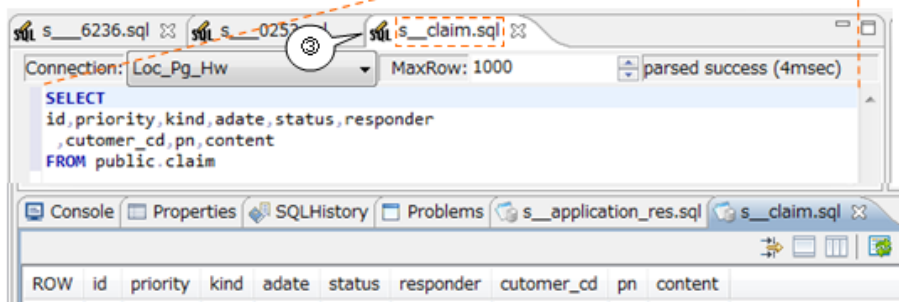 s___6236.sql s___0253 s__claim.sql
③
Connection: Loc_Pg_Hw MaxRow: 1000 parsed success (4msec)
SELECT
id,priority,kind,adate,status,responder
,cutomer_cd,pn,content
FROM public.claim
Console Properties SQLHistory Problems s__application_res.sql s__claim.sql
ROW id priority kind adate status responder cutomer_cd pn content